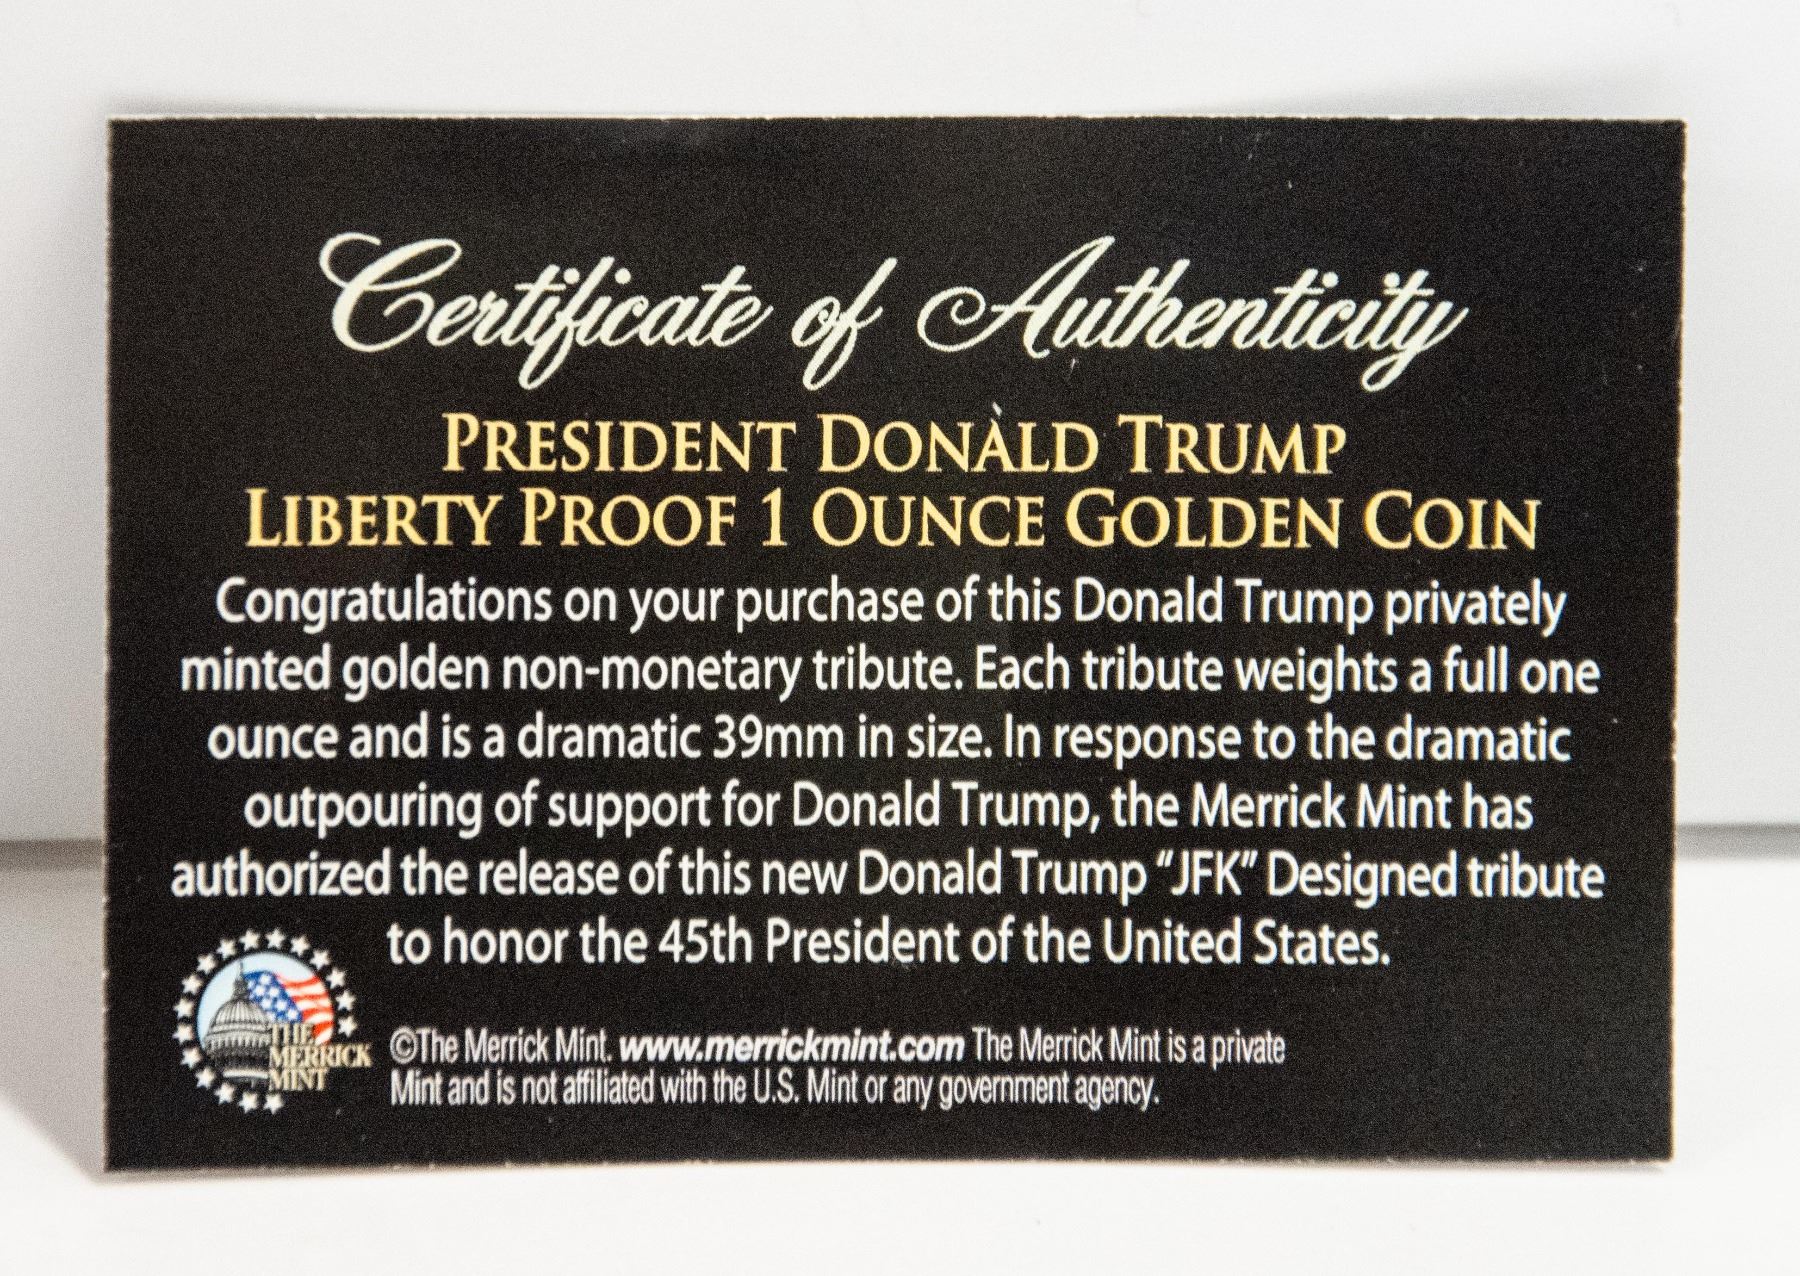 Certificate of Authenticity
PRESIDENT DONALD TRUMP
LIBERTY PROOF 1 OUNCE GOLDEN COIN
Congratulations on your purchase of this Donald Trump privately
minted golden non-monetary tribute. Each tribute weights a full one
ounce and is a dramatic 39mm in size. In response to the dramatic
outpouring of support for Donald Trump, the Merrick Mint has
authorized the release of this new Donald Trump “JFK” Designed tribute
to honor the 45th President of the United States.
THE
MERRICK
MINT
©The Merrick Mint. www.merrickmint.com The Merrick Mint is a private
Mint and is not affiliated with the U.S. Mint or any government agency.